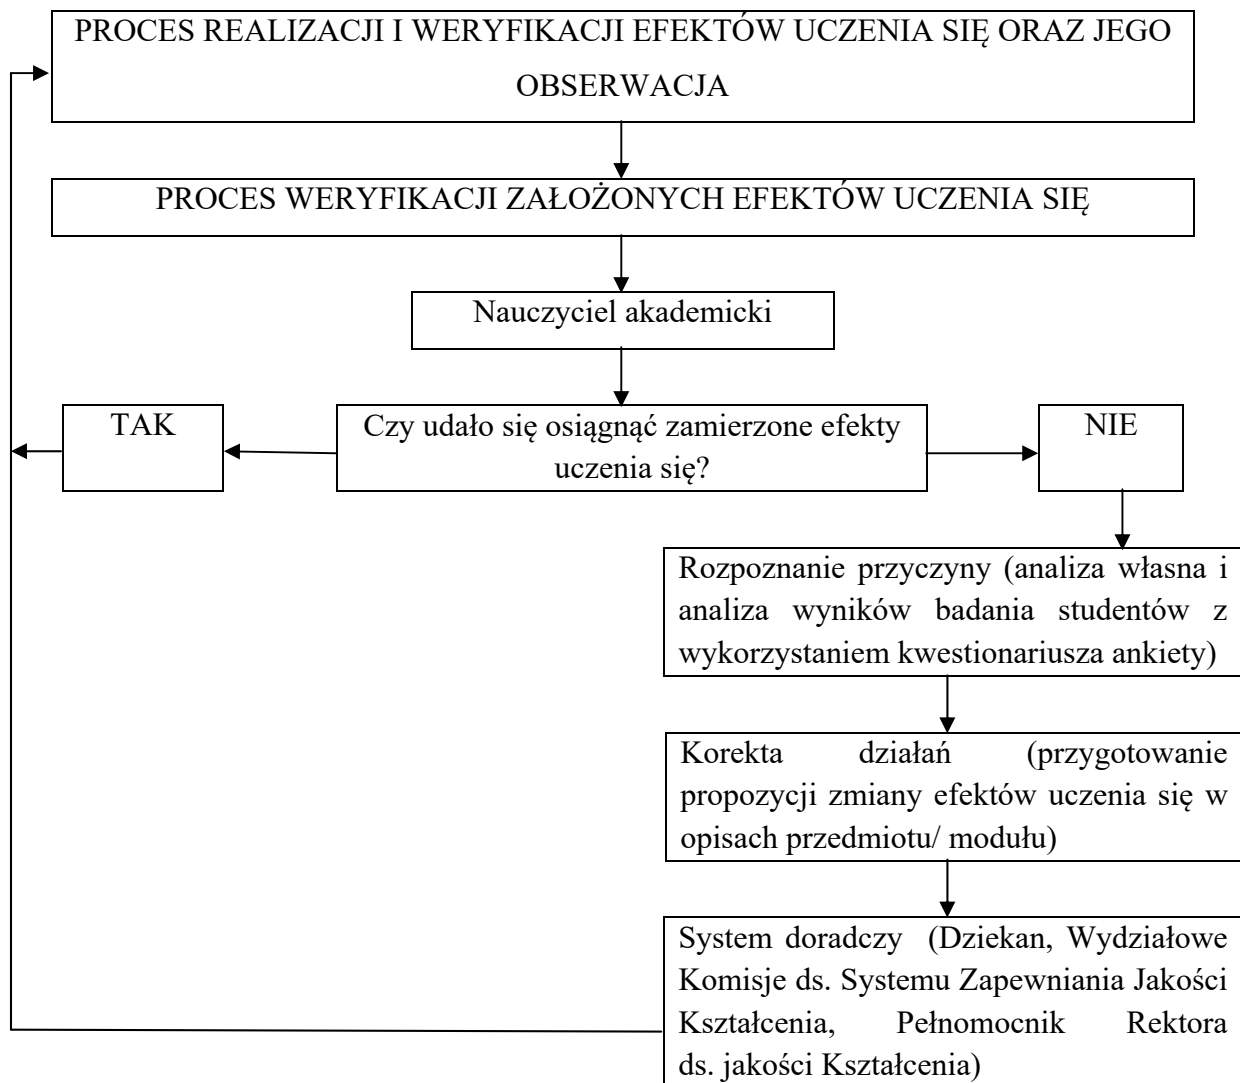 PROCES REALIZACJI I WERYFIKACJI EFEKTÓW UCZENIA SIĘ ORAZ JEGO
OBSERWACJA
PROCES WERYFIKACJI ZAŁOŻONYCH EFEKTÓW UCZENIA SIĘ
Nauczyciel akademicki
TAK
Czy udało się osiągnąć zamierzone efekty
uczenia się?
NIE
Rozpoznanie przyczyny (analiza własna i
analiza wyników badania studentów z
wykorzystaniem kwestionariusza ankiety)
Korekta działań (przygotowanie
propozycji zmiany efektów uczenia się w
opisach przedmiotu/ modułu)
System doradczy (Dziekan, Wydziałowe
Komisje ds. Systemu Zapewniania Jakości
Kształcenia, Pełnomocnik Rektora
ds. jakości Kształcenia)